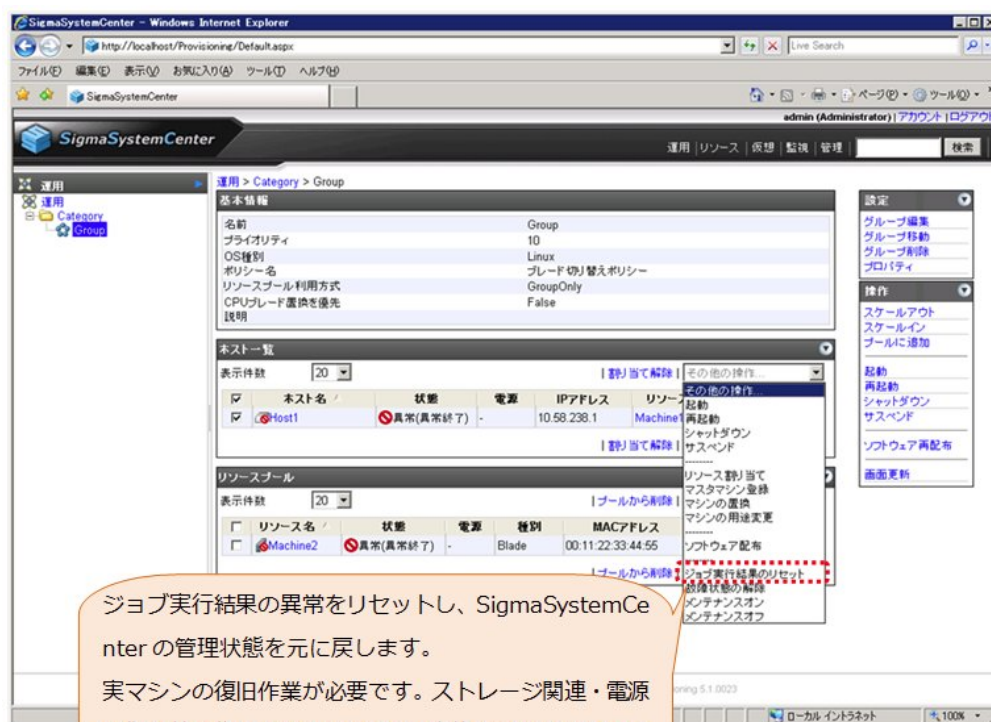 SigmaSystemCenter - Windows Internet Explorer
http://localhost/Provisioning/Default.aspx
Live Search
ファイル(F) 編集(E) 表示(V) お気に入り(A) ツール(T) ヘルプ(H)
SigmaSystemCenter
ページ(P) ツール(O)
admin (Administrator) | アカウント | ログアウト
SigmaSystemCenter
運用 | リソース | 仮想 | 監視 | 管理 | 検索
運用
運用
Category
Group
運用 > Category > Group
基本情報
名前 Group
プライオリティ 10
OS種別 Linux
ポリシー名 ブレード切り替えポリシー
リソースプール利用方式 GroupOnly
CPUブレード置換を優先 False
説明
ホスト一覧
表示件数 20 | 割り当て解除 | その他の操作...
ホスト名 状態 電源 IPアドレス リソー
Host1 異常(異常終了) - 10.58.238.1 Machine1
| 割り当て解除 |
リソースプール
表示件数 20 | プールから削除 |
リソース名 状態 電源 種別 MACアドレス
Machine2 異常(異常終了) - Blade 00:11:22:33:44:55
| プールから削除 |
その他の操作...
起動
再起動
シャットダウン
サスペンド
--------
リソース割り当て
マスタマシン登録
マシンの置換
マシンの用途変更
--------
ソフトウェア配布
ジョブ実行結果のリセット
故障状態の解除
メンテナンスオン
メンテナンスオフ
設定
グループ編集
グループ移動
グループ削除
プロパティ
操作
スケールアウト
スケールイン
プールに追加
起動
再起動
シャットダウン
サスペンド
ソフトウェア再配布
画面更新
ジョブ実行結果の異常をリセットし、SigmaSystemCe
nter の管理状態を元に戻します。
実マシンの復旧作業が必要です。ストレージ関連・電源
oning 5.1.0023
ローカル イントラネット 100%